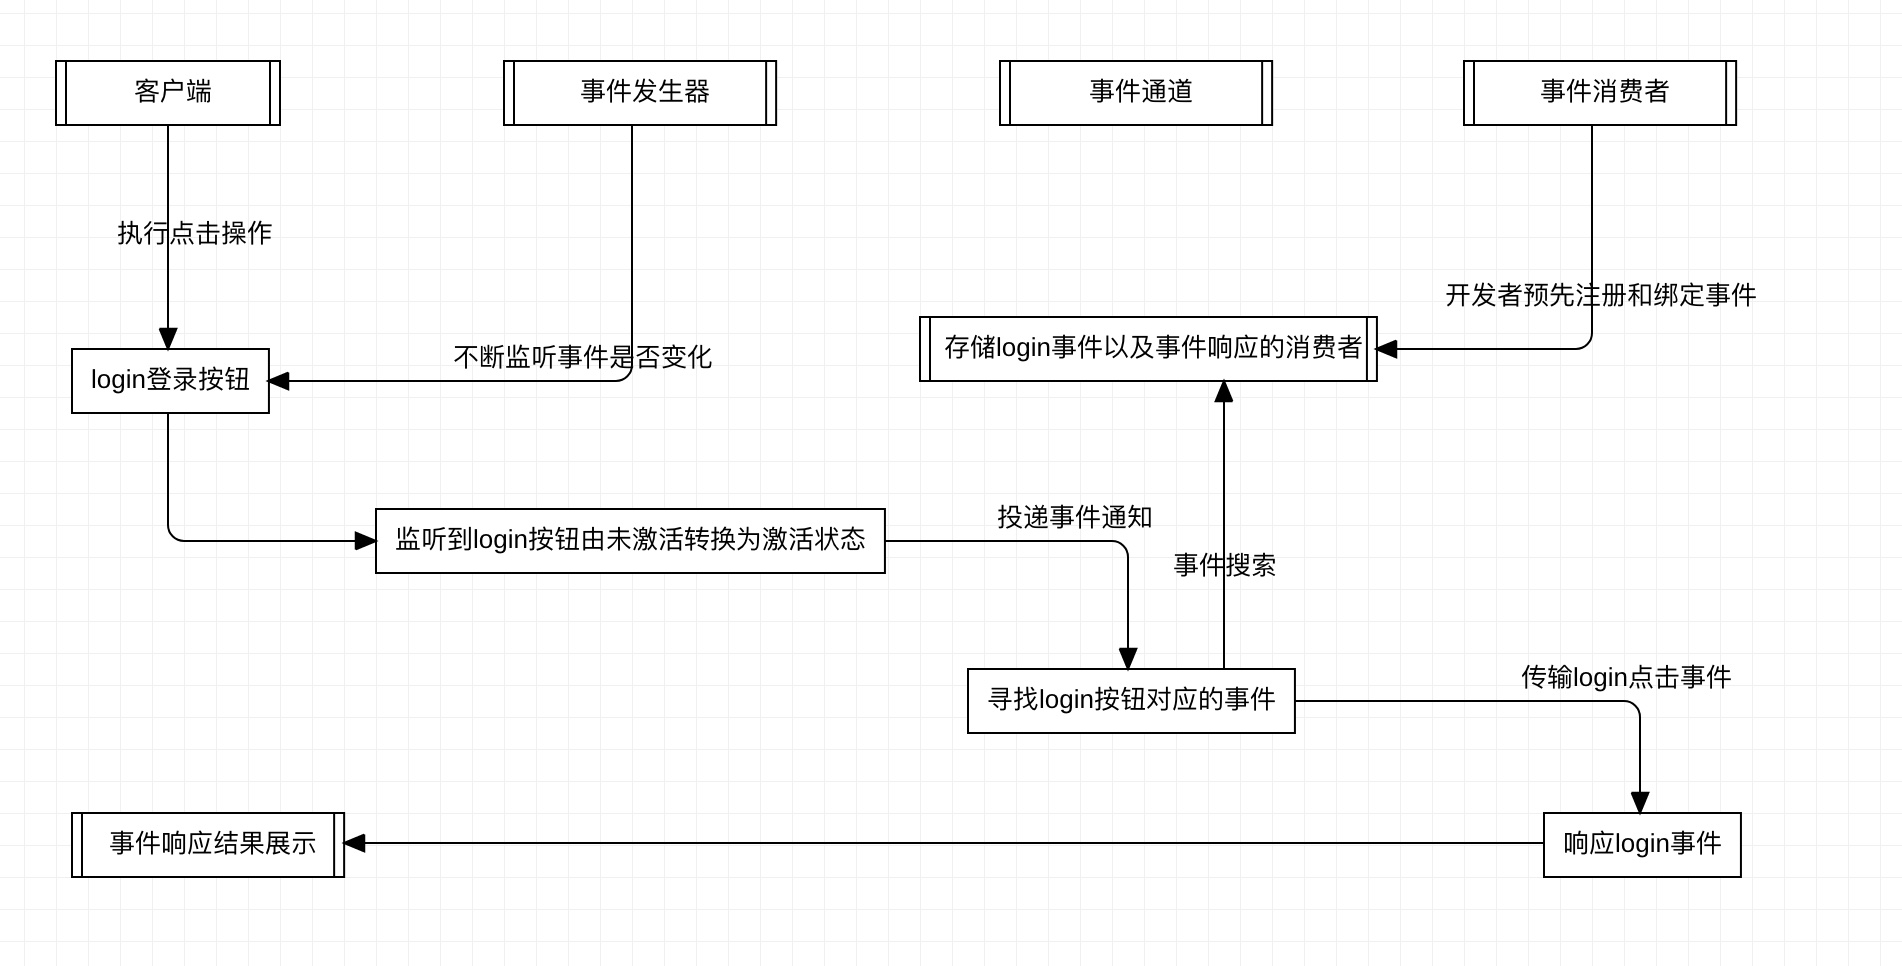 客户端
事件发生器
事件通道
事件消费者
执行点击操作
开发者预先注册和绑定事件
不断监听事件是否变化
存储login事件以及事件响应的消费者
login登录按钮
投递事件通知
监听到login按钮由未激活转换为激活状态
事件搜索
传输login点击事件
寻找login按钮对应的事件
事件响应结果展示
响应login事件